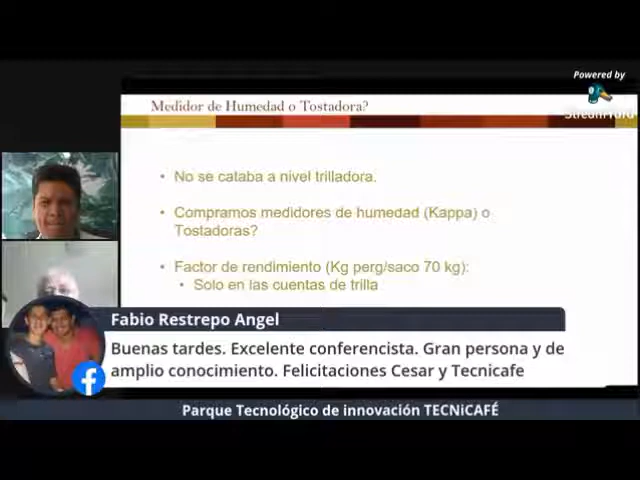 Powered by
StreamYard
Medidor de Humedad o Tostadora?
• No se cataba a nivel trilladora.
• Compramos medidores de humedad (Kappa) o
Tostadoras?
• Factor de rendimiento (Kg perg/saco 70 kg):
• Solo en las cuentas de trilla
Fabio Restrepo Angel
Buenas tardes. Excelente conferencista. Gran persona y de
amplio conocimiento. Felicitaciones Cesar y Tecnicafe
Parque Tecnológico de innovación TECNiCAFÉ